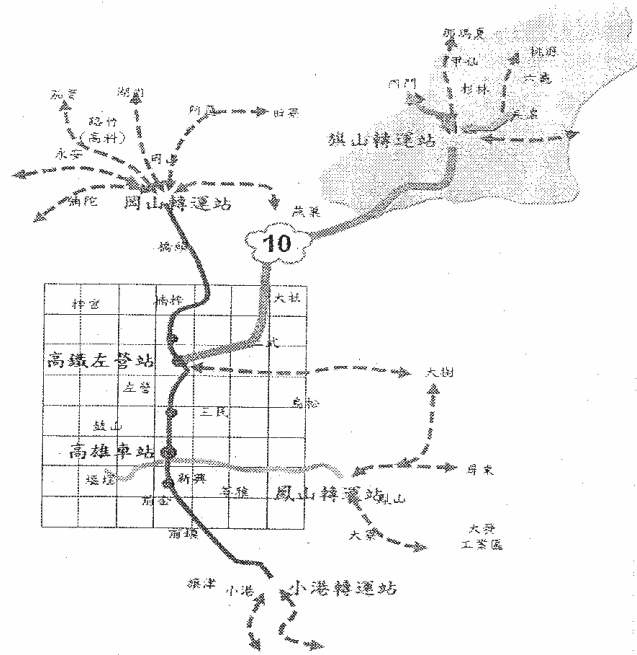 那瑪夏
甲仙
桃源
六龜
杉林
內門
旗山轉運站
湖內
路竹
(高科)
永安
阿蓮
田寮
岡山
彌陀
岡山轉運站
燕巢
橋頭
10
梓官
楠梓
大社
仁武
高鐵左營站
左營
大樹
鳥松
三民
鼓山
高雄車站
鹽埕
新興
前金
苓雅
鳳山轉運站
鳳山
屏東
前鎮
大寮
大發
工業區
旗津
小港
小港轉運站